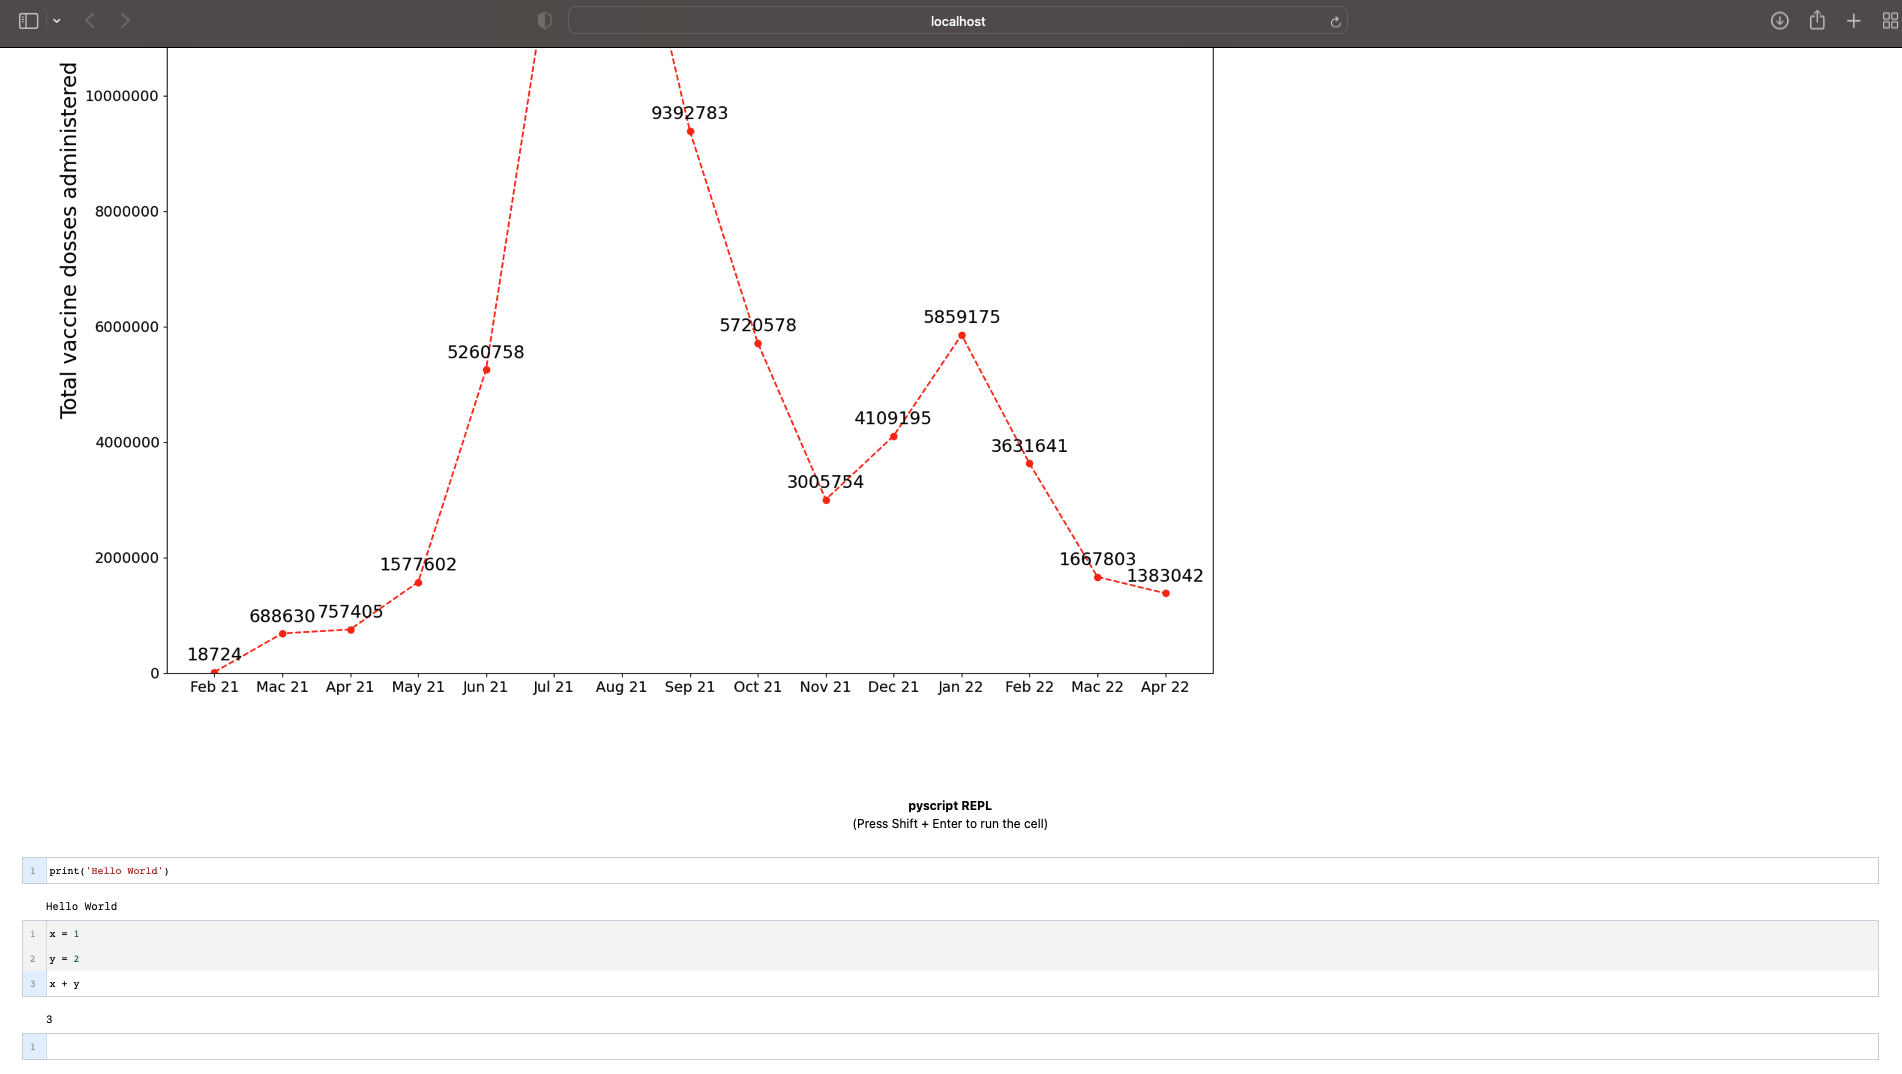 localhost
Total vaccine dosses administered
10000000
8000000
6000000
4000000
2000000
0
9392783
5720578
5859175
5260758
4109195
3631641
3005754
1577602
1667803
1383042
688630
757405
18724
Feb 21 Mac 21 Apr 21 May 21 Jun 21 Jul 21 Aug 21 Sep 21 Oct 21 Nov 21 Dec 21 Jan 22 Feb 22 Mac 22 Apr 22
pyscript REPL
(Press Shift + Enter to run the cell)
1 print('Hello World')
Hello World
1 x = 1
2 y = 2
3 x + y
3
1